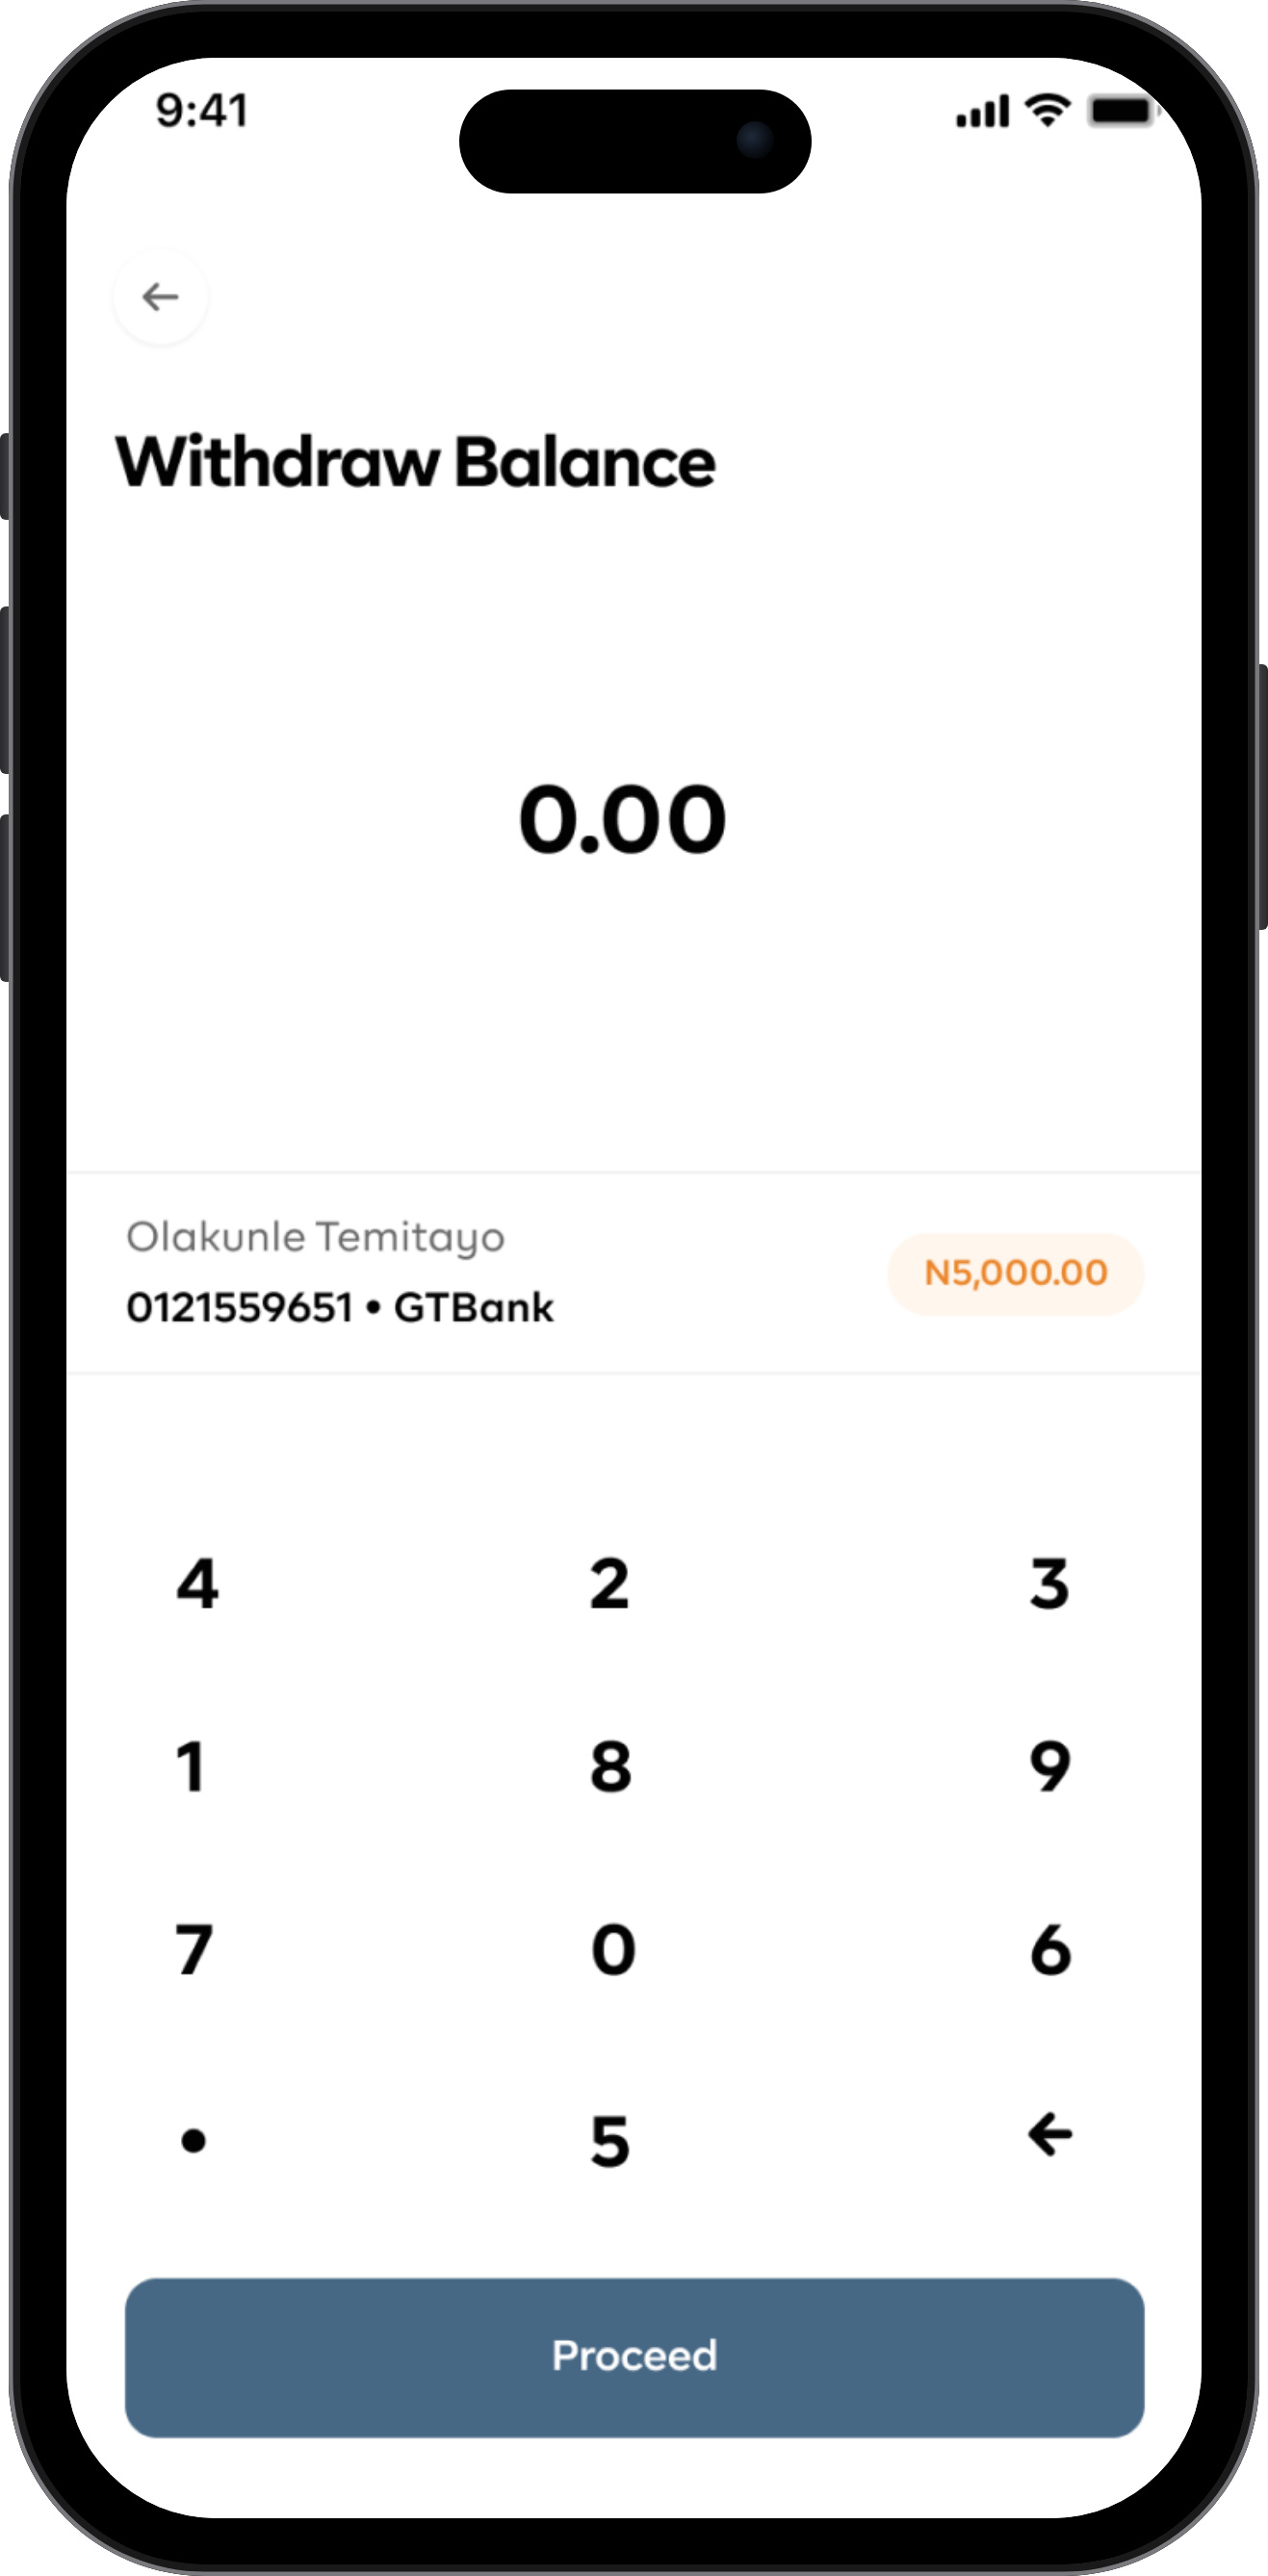 9:41
Withdraw Balance
0.00
Olakunle Temitayo
0121559651 • GTBank
N5,000.00
4 2 3
1 8 9
7 0 6
• 5 ←
Proceed